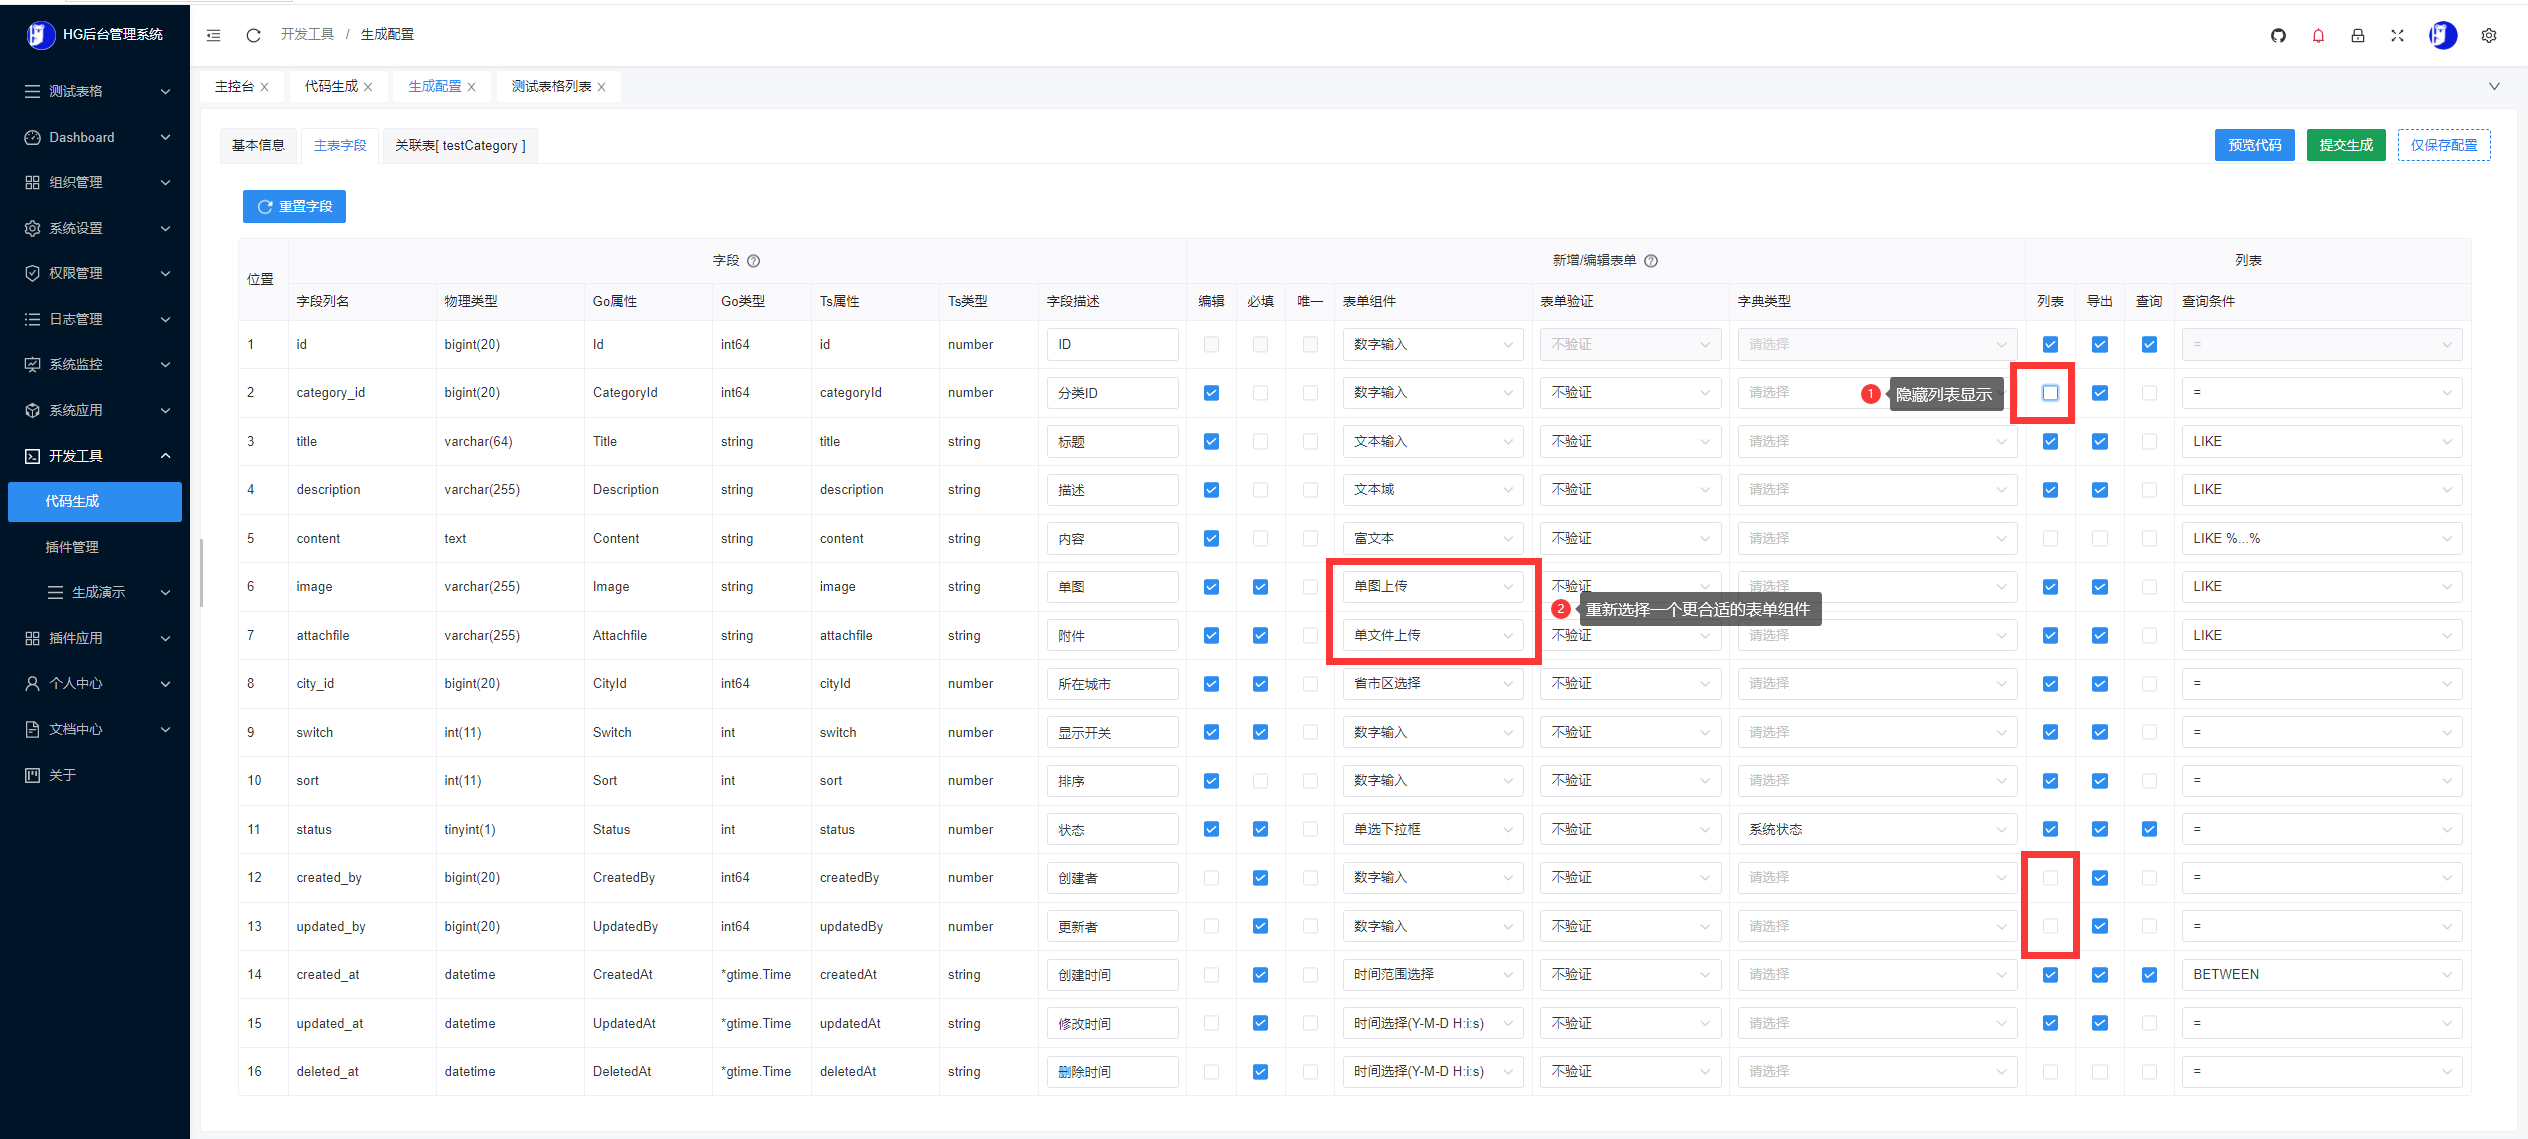 HG后台管理系统
开发工具 / 生成配置
主控台
代码生成
生成配置
测试表格列表
测试表格
Dashboard
组织管理
系统设置
权限管理
日志管理
系统监控
系统应用
开发工具
代码生成
插件管理
生成演示
插件应用
个人中心
文档中心
关于
基本信息 主表字段 关联表[ testCategory ]
预览代码 提交生成 仅保存配置
重置字段
位置 字段 新增/编辑表单 列表
字段列名 物理类型 Go属性 Go类型 Ts属性 Ts类型 字段描述 编辑 必填 唯一 表单组件 表单验证 字典类型 列表 导出 查询 查询条件
1 id bigint(20) Id int64 id number ID 数字输入 不验证 请选择 =
2 category_id bigint(20) CategoryId int64 categoryId number 分类ID 数字输入 不验证 请选择 1 隐藏列表显示 =
3 title varchar(64) Title string title string 标题 文本输入 不验证 请选择 LIKE
4 description varchar(255) Description string description string 描述 文本域 不验证 请选择 LIKE
5 content text Content string content string 内容 富文本 不验证 请选择 LIKE %...%
6 image varchar(255) Image string image string 单图 单图上传 不验证 请选择 LIKE
2 重新选择一个更合适的表单组件
7 attachfile varchar(255) Attachfile string attachfile string 附件 单文件上传 不验证 请选择 LIKE
8 city_id bigint(20) CityId int64 cityId number 所在城市 省市区选择 不验证 请选择 =
9 switch int(11) Switch int switch number 显示开关 数字输入 不验证 请选择 =
10 sort int(11) Sort int sort number 排序 数字输入 不验证 请选择 =
11 status tinyint(1) Status int status number 状态 单选下拉框 不验证 系统状态 =
12 created_by bigint(20) CreatedBy int64 createdBy number 创建者 数字输入 不验证 请选择 =
13 updated_by bigint(20) UpdatedBy int64 updatedBy number 更新者 数字输入 不验证 请选择 =
14 created_at datetime CreatedAt *gtime.Time createdAt string 创建时间 时间范围选择 不验证 请选择 BETWEEN
15 updated_at datetime UpdatedAt *gtime.Time updatedAt string 修改时间 时间选择(Y-M-D H:i:s) 不验证 请选择 =
16 deleted_at datetime DeletedAt *gtime.Time deletedAt string 删除时间 时间选择(Y-M-D H:i:s) 不验证 请选择 =